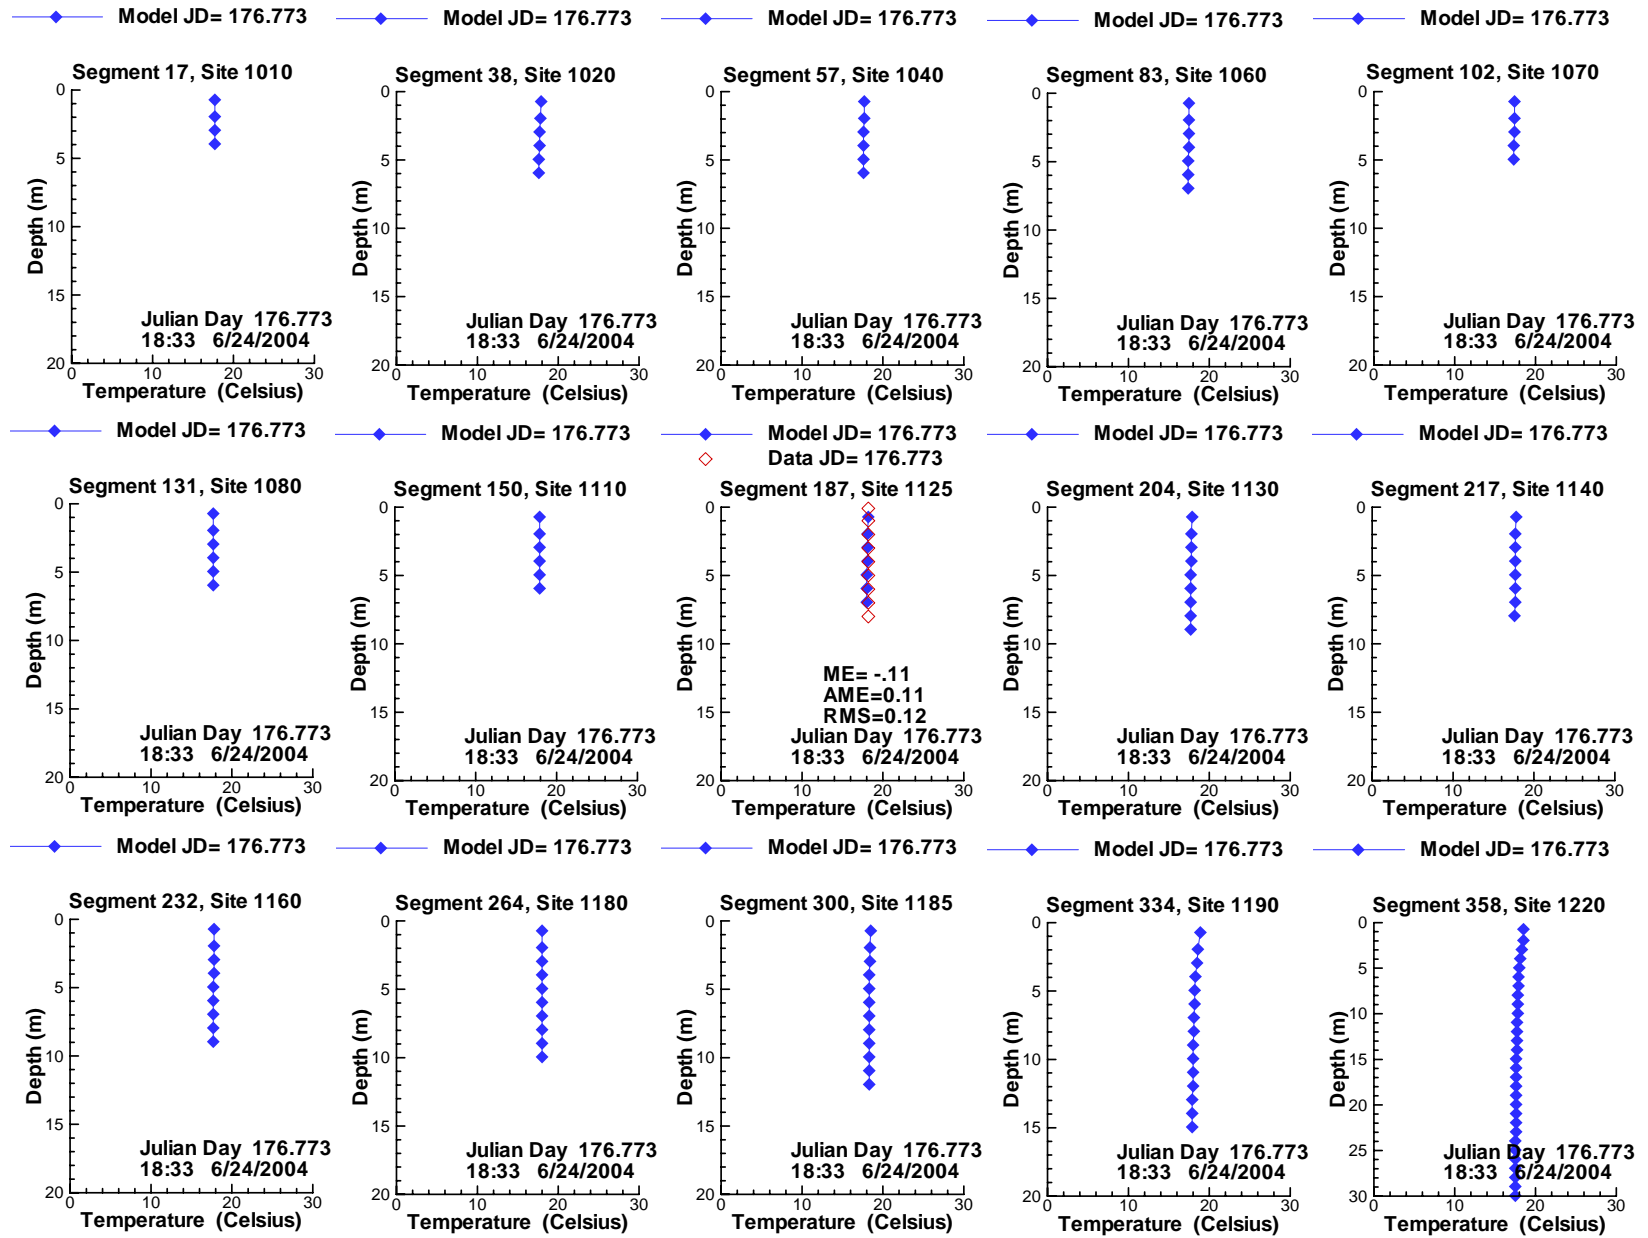 Model JD= 176.773
Segment 17, Site 1010
0
5
10
15
20
Depth (m)
Julian Day 176.773
18:33 6/24/2004
0 10 20 30
Temperature (Celsius)
Model JD= 176.773
Segment 38, Site 1020
0
5
10
15
20
Depth (m)
Julian Day 176.773
18:33 6/24/2004
0 10 20 30
Temperature (Celsius)
Model JD= 176.773
Segment 57, Site 1040
0
5
10
15
20
Depth (m)
Julian Day 176.773
18:33 6/24/2004
0 10 20 30
Temperature (Celsius)
Model JD= 176.773
Segment 83, Site 1060
0
5
10
15
20
Depth (m)
Julian Day 176.773
18:33 6/24/2004
0 10 20 30
Temperature (Celsius)
Model JD= 176.773
Segment 102, Site 1070
0
5
10
15
20
Depth (m)
Julian Day 176.773
18:33 6/24/2004
0 10 20 30
Temperature (Celsius)
Model JD= 176.773
Segment 131, Site 1080
0
5
10
15
20
Depth (m)
Julian Day 176.773
18:33 6/24/2004
0 10 20 30
Temperature (Celsius)
Model JD= 176.773
Segment 150, Site 1110
0
5
10
15
20
Depth (m)
Julian Day 176.773
18:33 6/24/2004
0 10 20 30
Temperature (Celsius)
Model JD= 176.773
Data JD= 176.773
Segment 187, Site 1125
0
5
10
15
20
Depth (m)
ME= -.11
AME=0.11
RMS=0.12
Julian Day 176.773
18:33 6/24/2004
0 10 20 30
Temperature (Celsius)
Model JD= 176.773
Segment 204, Site 1130
0
5
10
15
20
Depth (m)
Julian Day 176.773
18:33 6/24/2004
0 10 20 30
Temperature (Celsius)
Model JD= 176.773
Segment 217, Site 1140
0
5
10
15
20
Depth (m)
Julian Day 176.773
18:33 6/24/2004
0 10 20 30
Temperature (Celsius)
Model JD= 176.773
Segment 232, Site 1160
0
5
10
15
20
Depth (m)
Julian Day 176.773
18:33 6/24/2004
0 10 20 30
Temperature (Celsius)
Model JD= 176.773
Segment 264, Site 1180
0
5
10
15
20
Depth (m)
Julian Day 176.773
18:33 6/24/2004
0 10 20 30
Temperature (Celsius)
Model JD= 176.773
Segment 300, Site 1185
0
5
10
15
20
Depth (m)
Julian Day 176.773
18:33 6/24/2004
0 10 20 30
Temperature (Celsius)
Model JD= 176.773
Segment 334, Site 1190
0
5
10
15
20
Depth (m)
Julian Day 176.773
18:33 6/24/2004
0 10 20 30
Temperature (Celsius)
Model JD= 176.773
Segment 358, Site 1220
0
5
10
15
20
25
30
Depth (m)
Julian Day 176.773
18:33 6/24/2004
0 10 20 30
Temperature (Celsius)